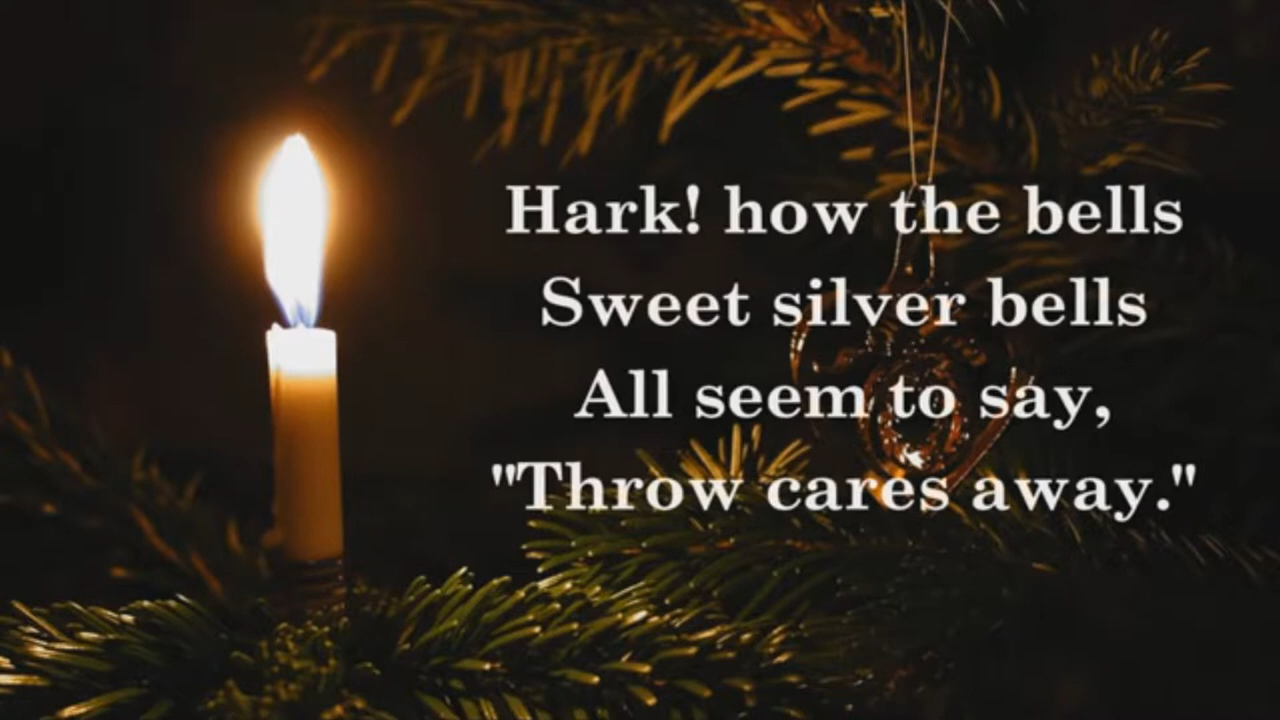 Hark! how the bells
Sweet silver bells
All seem to say,
"Throw cares away."